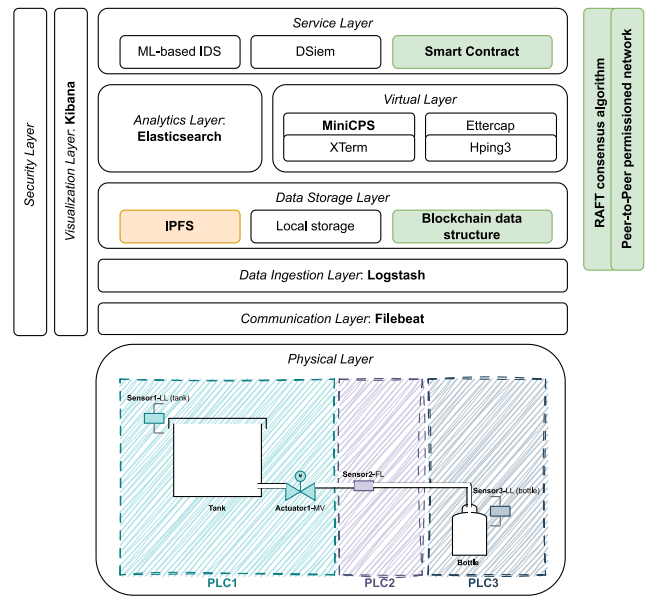 Service Layer
ML-based IDS
DSiem
Smart Contract
Security Layer
Visualization Layer: Kibana
Analytics Layer:
Elasticsearch
Virtual Layer
MiniCPS
XTerm
Ettercap
Hping3
RAFT consensus algorithm
Peer-to-Peer permissioned network
Data Storage Layer
IPFS
Local storage
Blockchain data
structure
Data Ingestion Layer: Logstash
Communication Layer: Filebeat
Physical Layer
Sensor1-LL (tank)
Tank
M
Actuator1-MV
Sensor2-FL
Sensor3-LL (bottle)
Bottle
PLC1
PLC2
PLC3